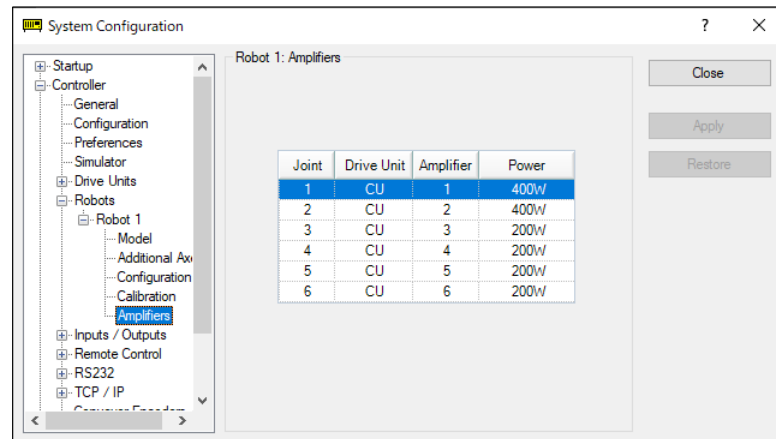 System Configuration
? ×
Startup
Controller
General
Configuration
Preferences
Simulator
Drive Units
Robots
Robot 1
Model
Additional Ax
Configuration
Calibration
Amplifiers
Inputs / Outputs
Remote Control
RS232
TCP / IP
Robot 1: Amplifiers
Joint Drive Unit Amplifier Power
1 CU 1 400W
2 CU 2 400W
3 CU 3 200W
4 CU 4 200W
5 CU 5 200W
6 CU 6 200W
Close
Apply
Restore